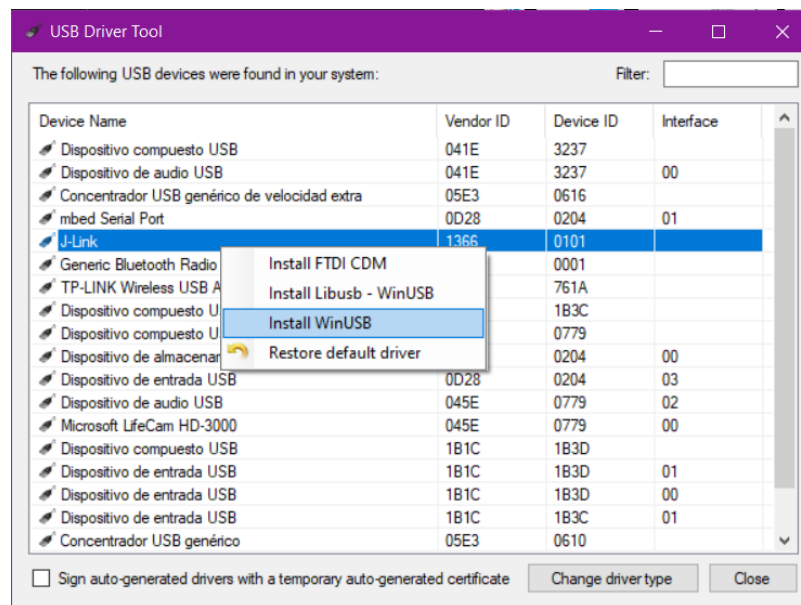 USB Driver Tool
The following USB devices were found in your system: Filter:
Device Name Vendor ID Device ID Interface
Dispositivo compuesto USB 041E 3237
Dispositivo de audio USB 041E 3237 00
Concentrador USB genérico de velocidad extra 05E3 0616
mbed Serial Port 0D28 0204 01
J-Link 1366 0101
Generic Bluetooth Radio Install FTDI CDM 0001
TP-LINK Wireless USB A Install Libusb - WinUSB 761A
Dispositivo compuesto U 1B3C
Install WinUSB
Dispositivo compuesto U 0779
Dispositivo de almacenar Restore default driver 0204 00
Dispositivo de entrada USB 0D28 0204 03
Dispositivo de audio USB 045E 0779 02
Microsoft LifeCam HD-3000 045E 0779 00
Dispositivo compuesto USB 1B1C 1B3D
Dispositivo de entrada USB 1B1C 1B3D 01
Dispositivo de entrada USB 1B1C 1B3D 00
Dispositivo de entrada USB 1B1C 1B3C 01
Concentrador USB genérico 05E3 0610
Sign auto-generated drivers with a temporary auto-generated certificate Change driver type Close